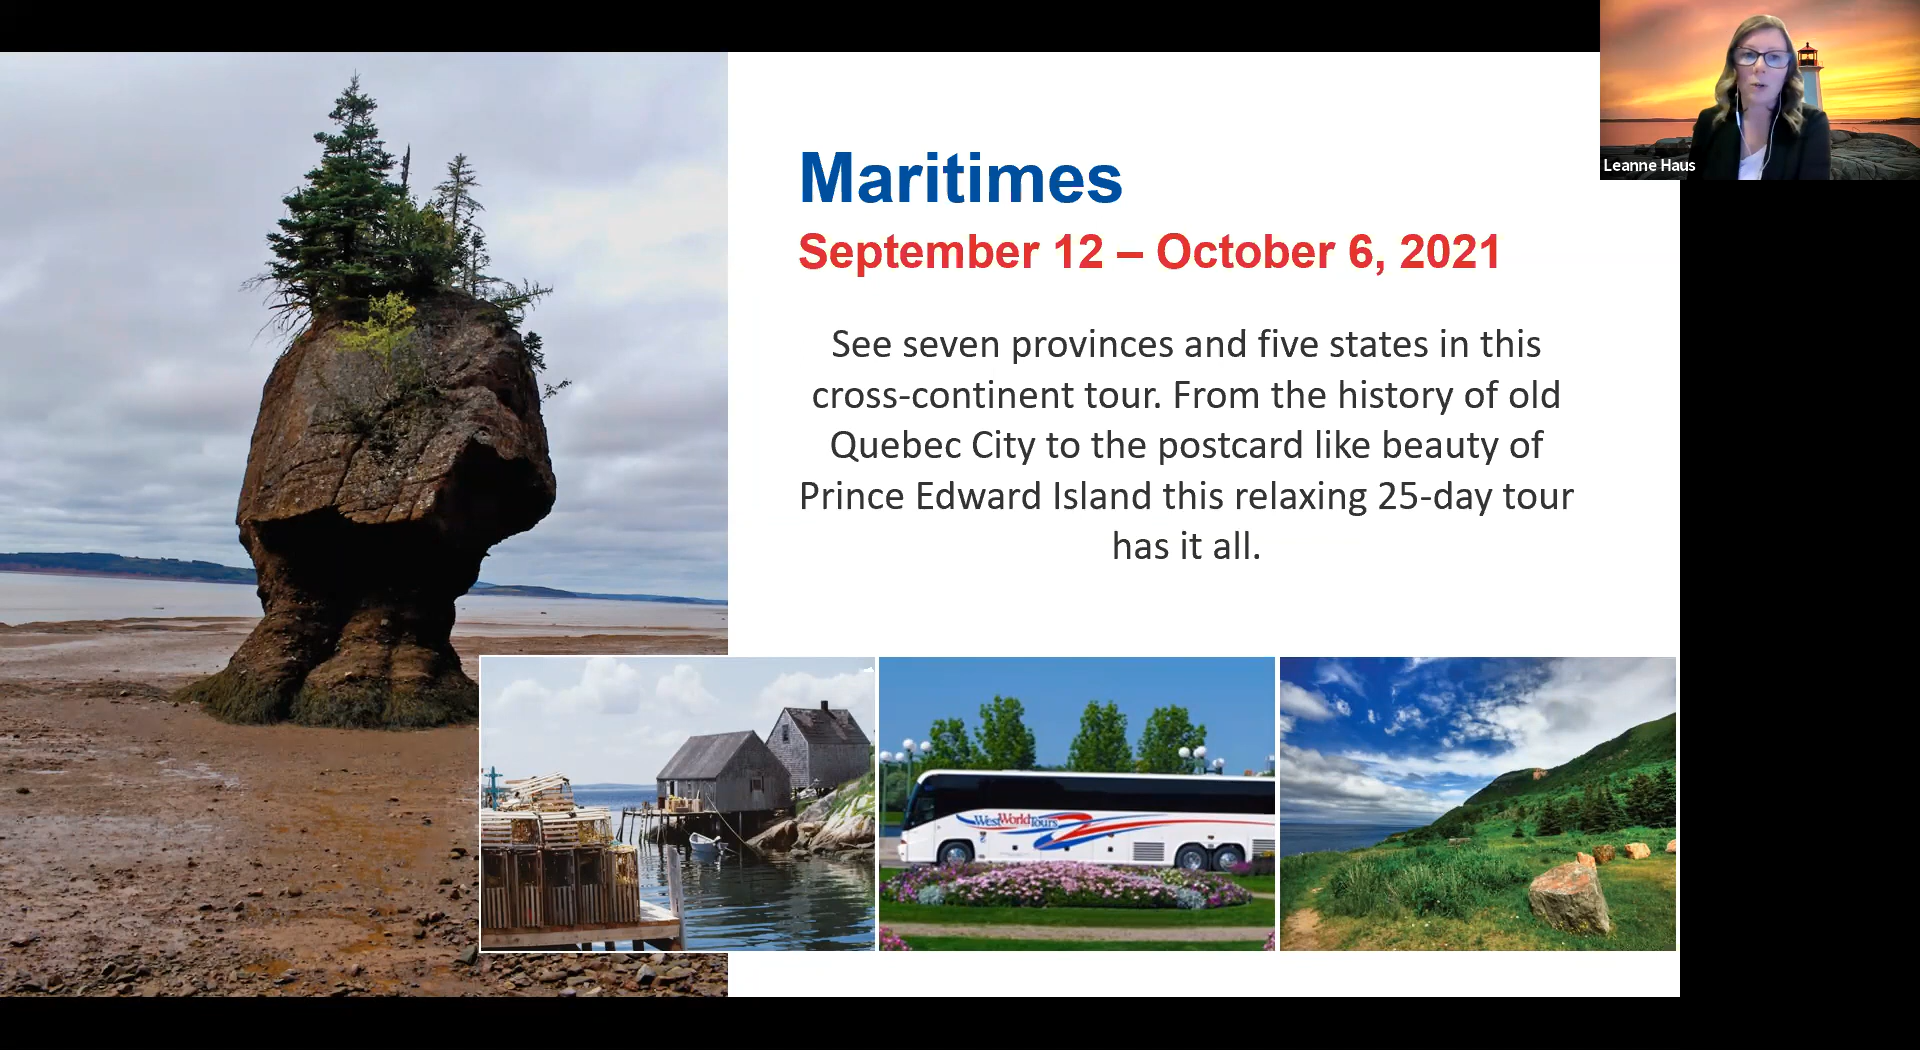 Leanne Haus
Maritimes
September 12 – October 6, 2021
See seven provinces and five states in this
cross-continent tour. From the history of old
Quebec City to the postcard like beauty of
Prince Edward Island this relaxing 25-day tour
has it all.
WestWorldTours